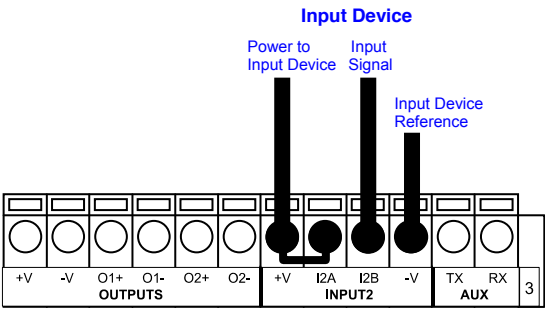 Input Device
Power to
Input Device
Input
Signal
Input Device
Reference
+V -V O1+ O1- O2+ O2- +V I2A I2B -V TX RX
OUTPUTS INPUT2 AUX 3